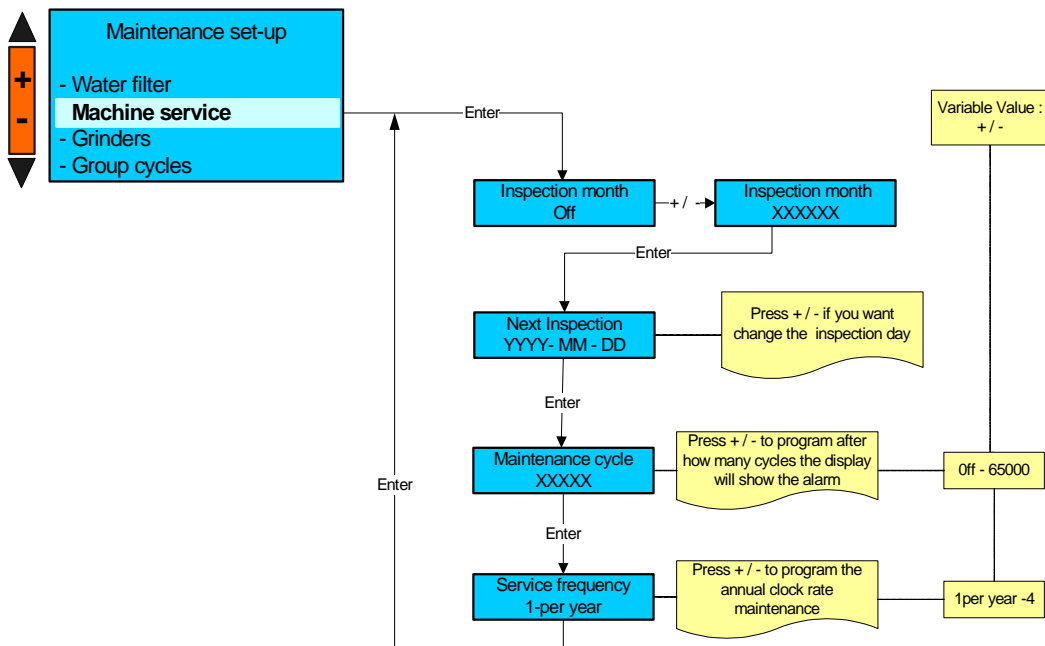 Maintenance set-up
+
-
- Water filter
Machine service
- Grinders
- Group cycles
Enter
Variable Value :
+ / -
Inspection month
Off
+ /  -
Inspection month
XXXXXX
Enter
Next Inspection
YYYY- MM - DD
Press + / - if you want
change the  inspection day
Enter
Maintenance cycle
XXXXX
Press + / - to program after
how many cycles the display
will show the alarm
0ff - 65000
Enter
Enter
Service frequency
1-per year
Press + /- to program the
annual clock rate
maintenance
1per year -4